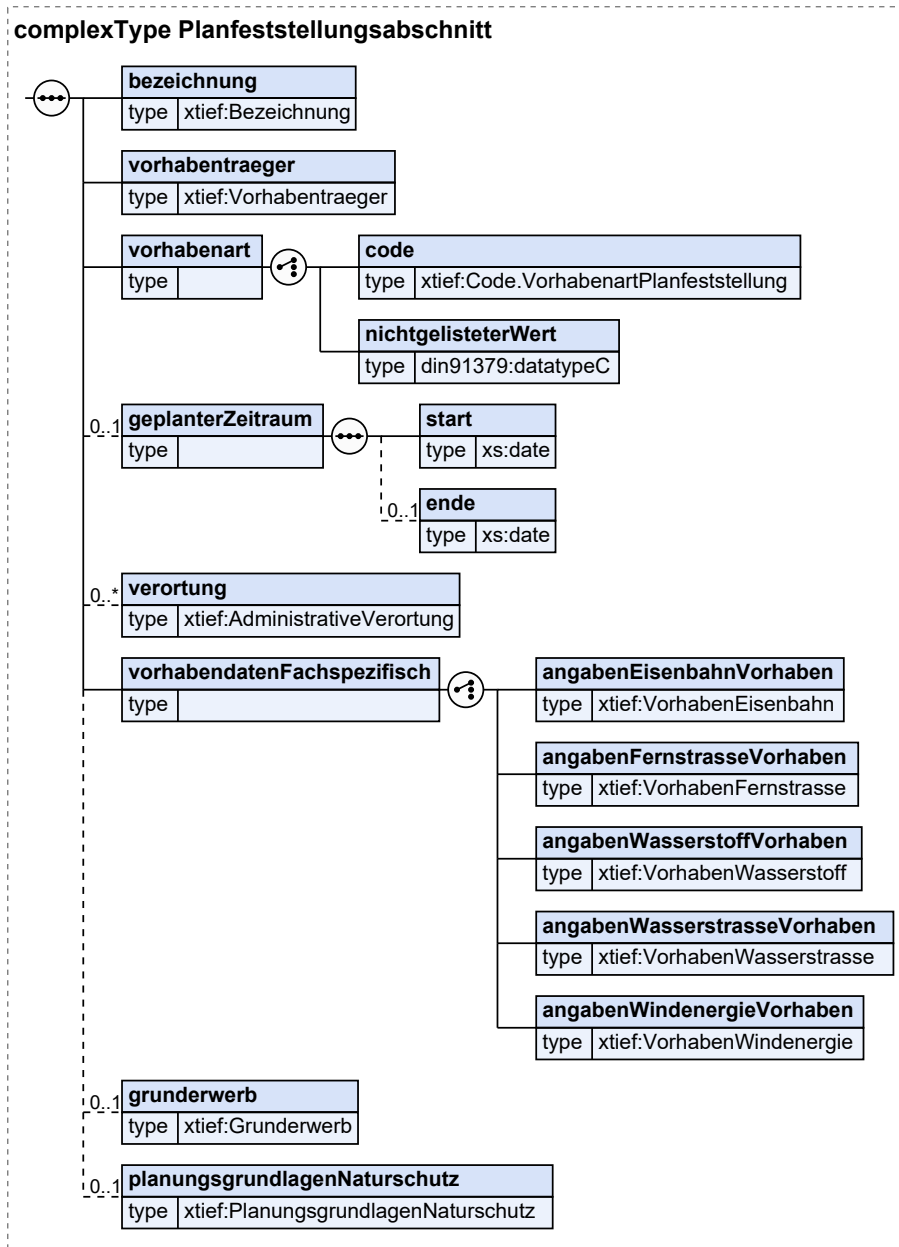 complexType Planfeststellungsabschnitt
bezeichnung
type xtief:Bezeichnung
vorhabentraeger
type xtief:Vorhabentraeger
vorhabenart
type
code
type xtief:Code.VorhabenartPlanfeststellung
nichtgelisteterWert
type din91379:datatypeC
0..1
geplanterZeitraum
type
start
type xs:date
0..1
ende
type xs:date
0..*
verortung
type xtief:AdministrativeVerortung
vorhabendatenFachspezifisch
type
angabenEisenbahnVorhaben
type xtief:VorhabenEisenbahn
angabenFernstrasseVorhaben
type xtief:VorhabenFernstrasse
angabenWasserstoffVorhaben
type xtief:VorhabenWasserstoff
angabenWasserstrasseVorhaben
type xtief:VorhabenWasserstrasse
angabenWindenergieVorhaben
type xtief:VorhabenWindenergie
0..1
grunderwerb
type xtief:Grunderwerb
0..1
planungsgrundlagenNaturschutz
type xtief:PlanungsgrundlagenNaturschutz